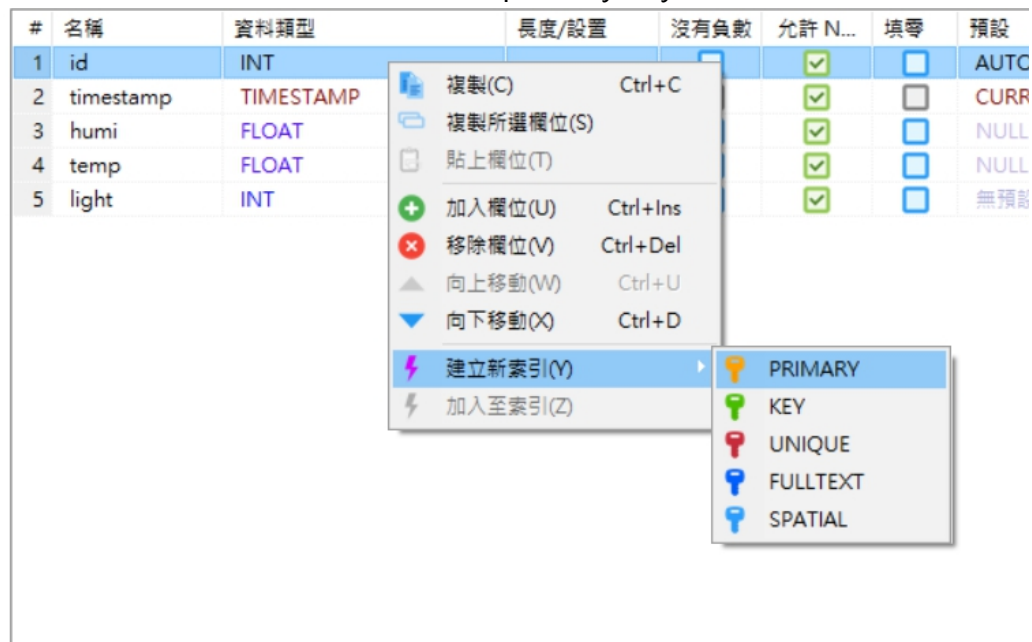 # 名稱 資料類型 長度/設置 沒有負數 允許 N... 填零 預設
1 id INT AUTO
2 timestamp TIMESTAMP CURR
3 humi FLOAT NULL
4 temp FLOAT NULL
5 light INT 無預設
複製(C) Ctrl+C
複製所選欄位(S)
貼上欄位(T)
加入欄位(U) Ctrl+Ins
移除欄位(V) Ctrl+Del
向上移動(W) Ctrl+U
向下移動(X) Ctrl+D
建立新索引(Y)
加入至索引(Z)
PRIMARY
KEY
UNIQUE
FULLTEXT
SPATIAL